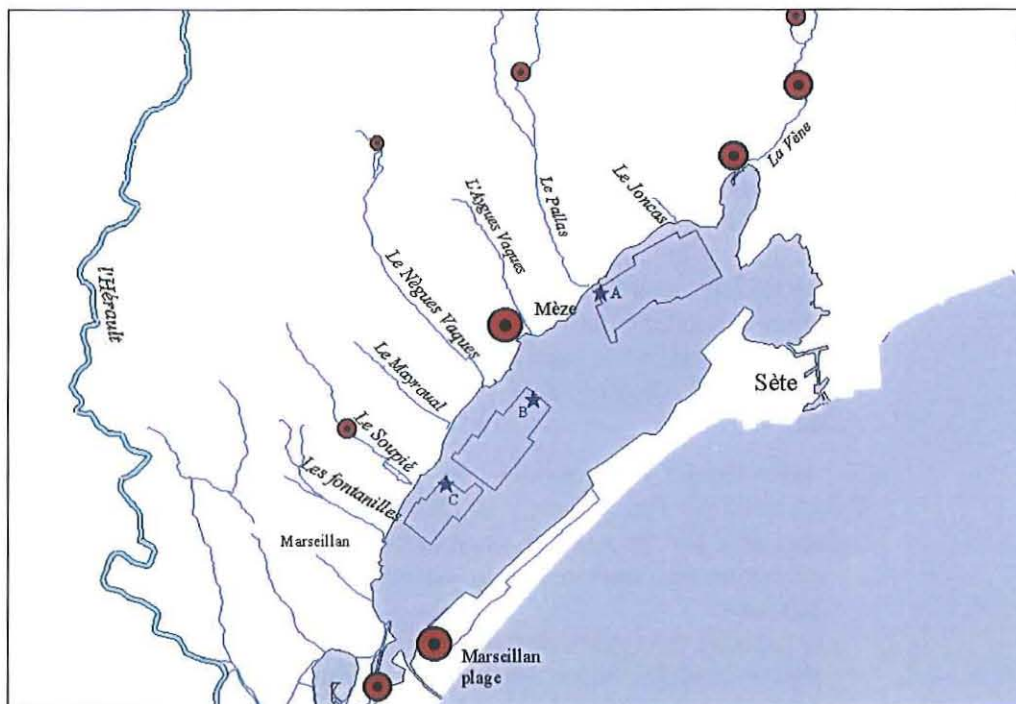 La Vène
Le Joncas
Le Pallas
L'Aygues Vaques
Le Nègues Vaques
l'Hérault
A
Mèze
Sète
Le Mayroual
B
Le Soupié
C
Les fontanilles
Marseillan
Marseillan
plage